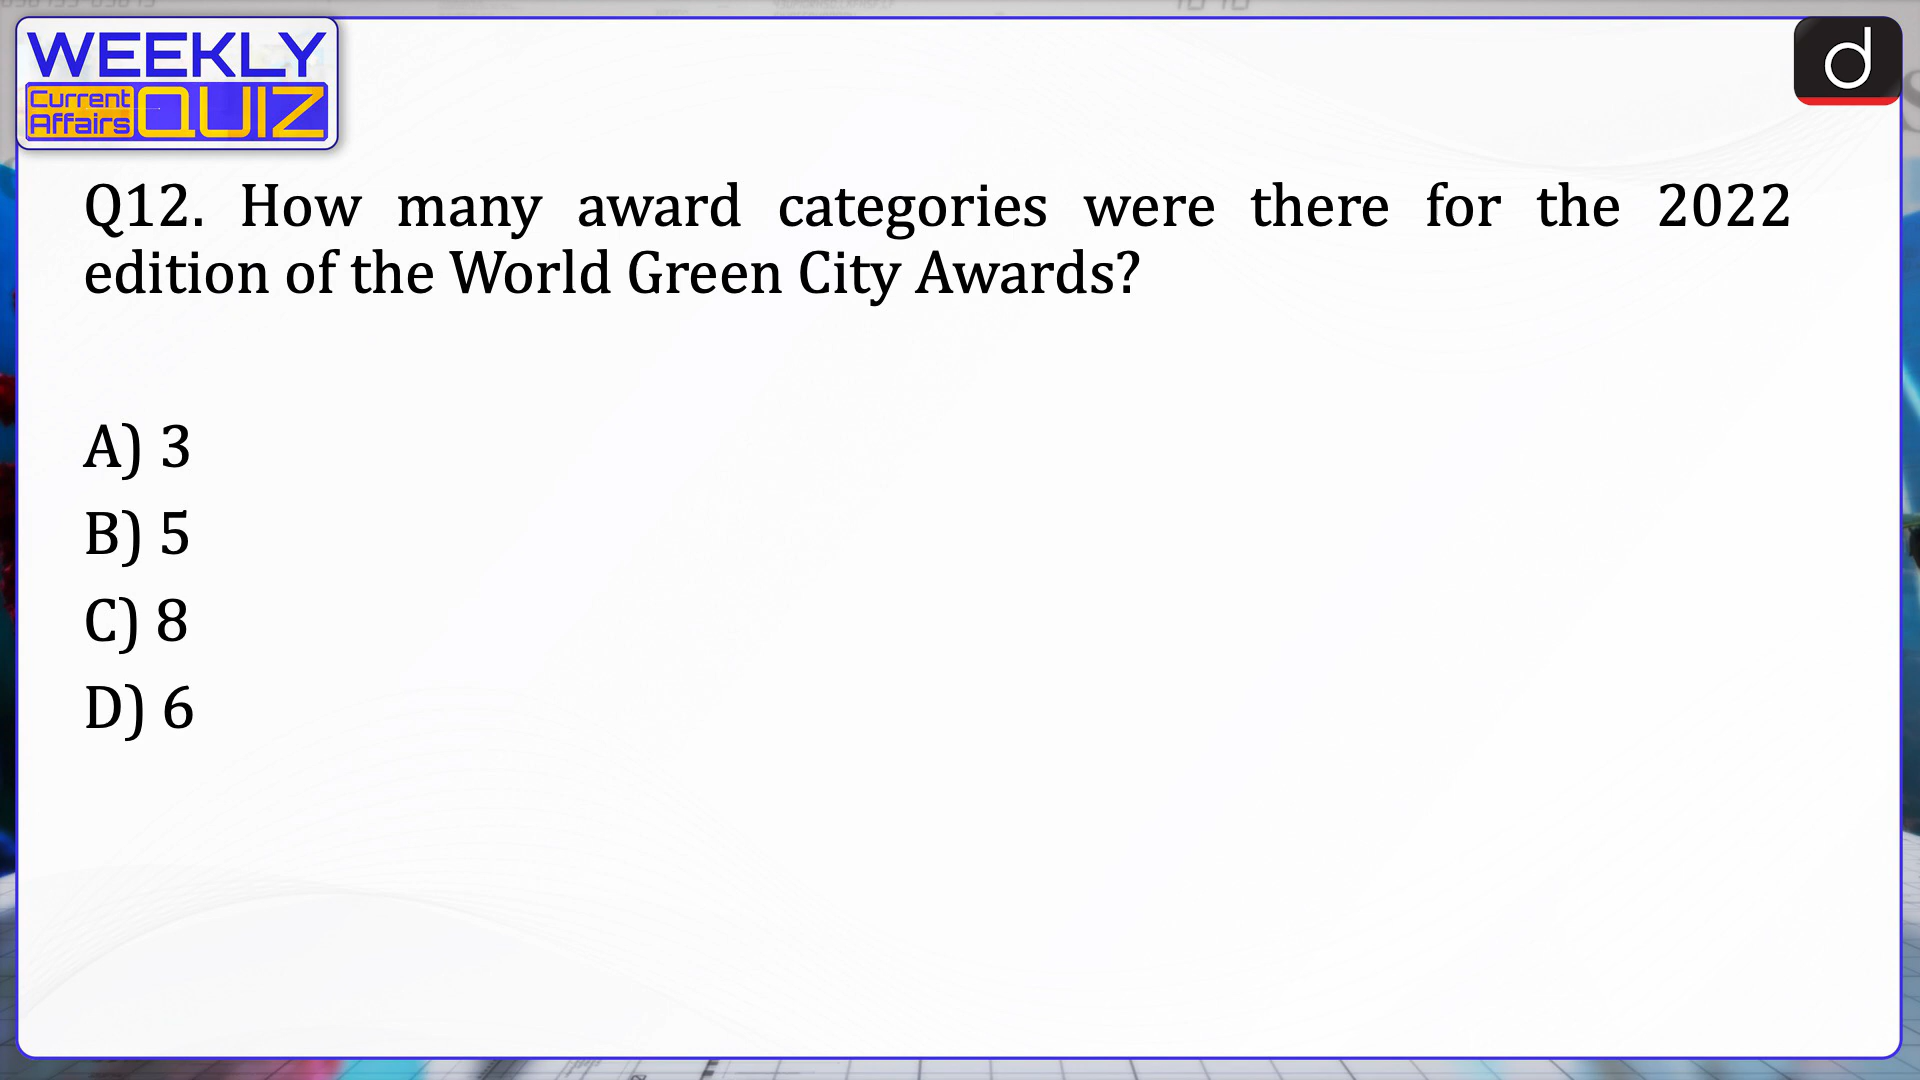 WEEKLY
Current
Affairs
QUIZ
d
Q12. How many award categories were there for the 2022
edition of the World Green City Awards?
A) 3
B) 5
C) 8
D) 6